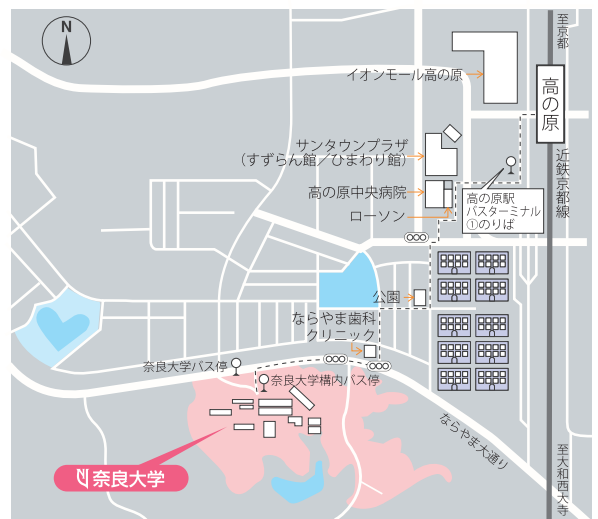 N
至京都
イオンモール高の原
高の原
サンタウンプラザ
(すずらん館/ひまわり館)
近鉄京都線
高の原中央病院
高の原駅
バスターミナル
①のりば
ローソン
公園
ならやま歯科
クリニック
奈良大学バス停
奈良大学構内バス停
ならやま大通り
至大和西大寺
奈良大学